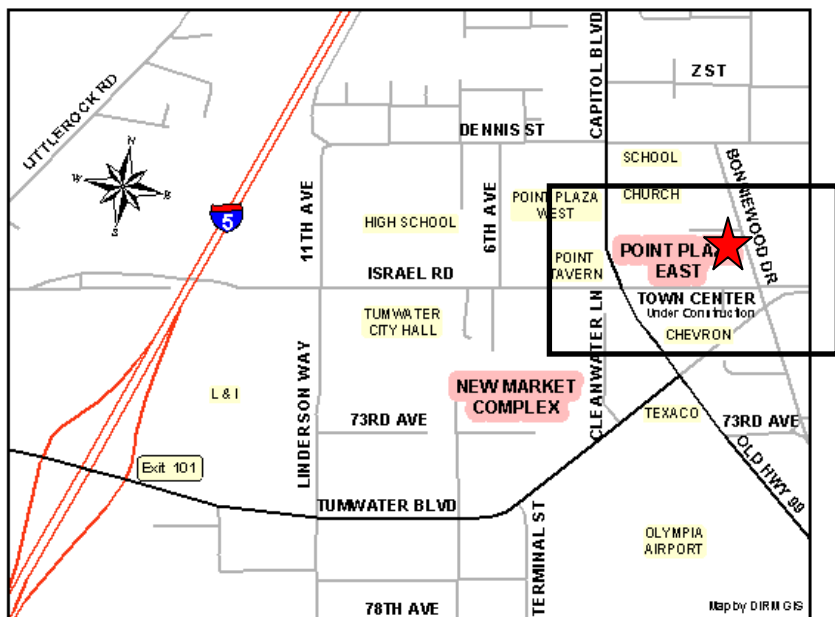 LITTLEROCK RD
Z ST
CAPITOL BLVD
DENNIS ST
SCHOOL
BONNIEWOOD DR
N
W
E
S
5
11TH AVE
HIGH SCHOOL
6TH AVE
POINT PLAZA
WEST
CHURCH
POINT
TAVERN
POINT PLAZA
EAST
ISRAEL RD
TOWN CENTER
Under Construction
CHEVRON
TUMWATER
CITY HALL
CLEANWATER LN
LINDERSON WAY
L & I
NEW MARKET
COMPLEX
73RD AVE
TEXACO
73RD AVE
OLD HWY 99
Exit 101
TUMWATER BLVD
TERMINAL ST
OLYMPIA
AIRPORT
78TH AVE
Map by DIRM GIS